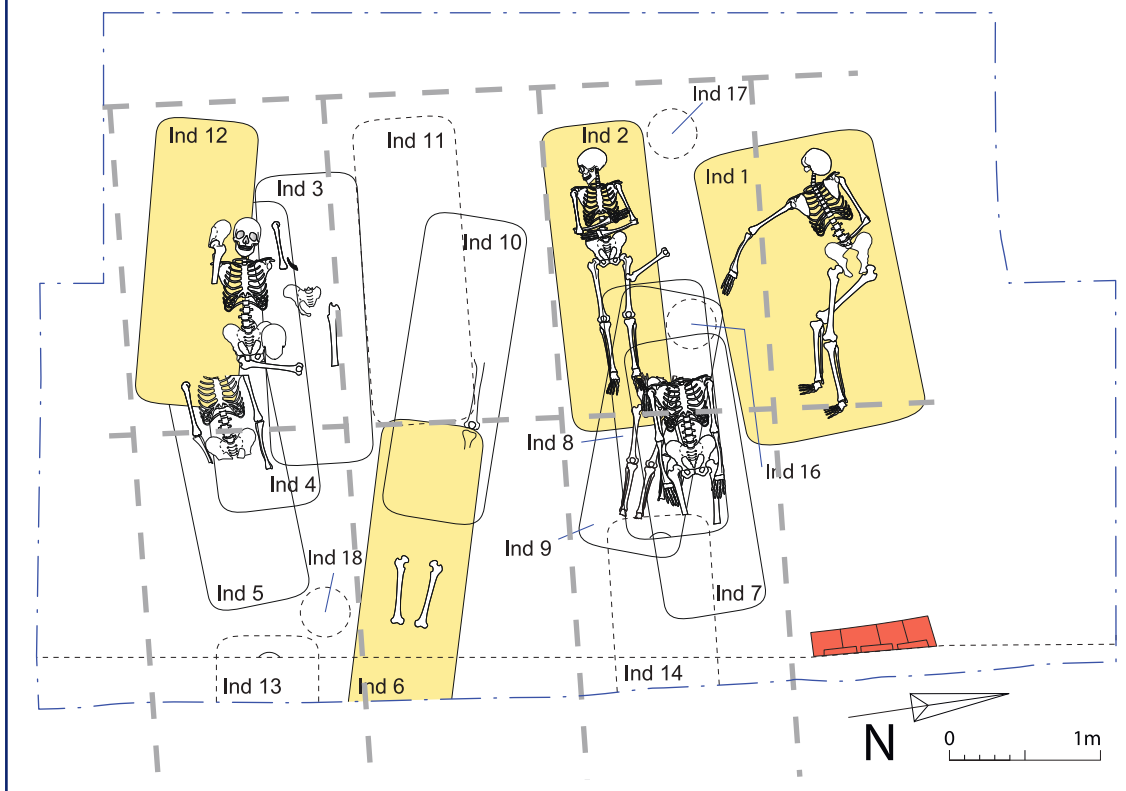 Ind 17
Ind 12
Ind 11
Ind 2
Ind 3
Ind 1
Ind 10
Ind 8
Ind 16
Ind 4
Ind 9
Ind 18
Ind 5
Ind 7
Ind 13
Ind 6
Ind 14
N
0 1m